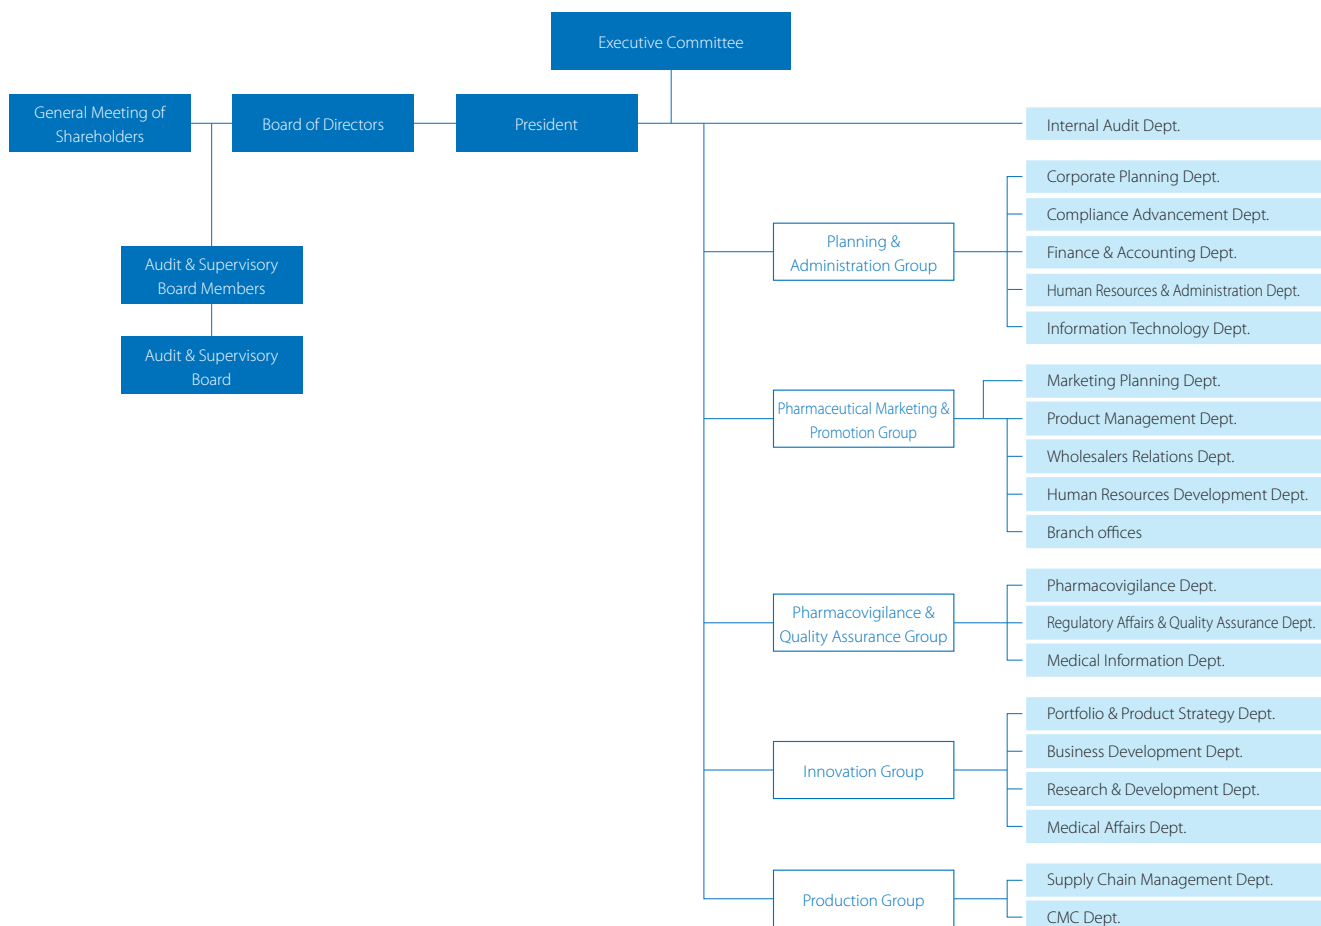 Executive Committee
General Meeting of
Shareholders
Board of Directors
President
Internal Audit Dept.
Audit & Supervisory
Board Members
Audit & Supervisory
Board
Planning &
Administration Group
Corporate Planning Dept.
Compliance Advancement Dept.
Finance & Accounting Dept.
Human Resources & Administration Dept.
Information Technology Dept.
Pharmaceutical Marketing &
Promotion Group
Marketing Planning Dept.
Product Management Dept.
Wholesalers Relations Dept.
Human Resources Development Dept.
Branch offices
Pharmacovigilance &
Quality Assurance Group
Pharmacovigilance Dept.
Regulatory Affairs & Quality Assurance Dept.
Medical Information Dept.
Innovation Group
Portfolio & Product Strategy Dept.
Business Development Dept.
Research & Development Dept.
Medical Affairs Dept.
Production Group
Supply Chain Management Dept.
CMC Dept.